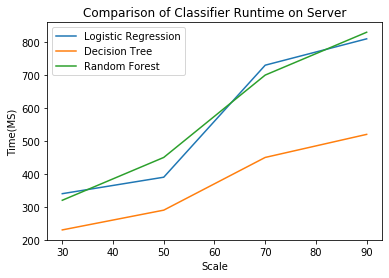 Comparison of Classifier Runtime on Server
Logistic Regression
Decision Tree
Random Forest
Time(MS)
800
700
600
500
400
300
200
30 40 50 60 70 80 90
Scale